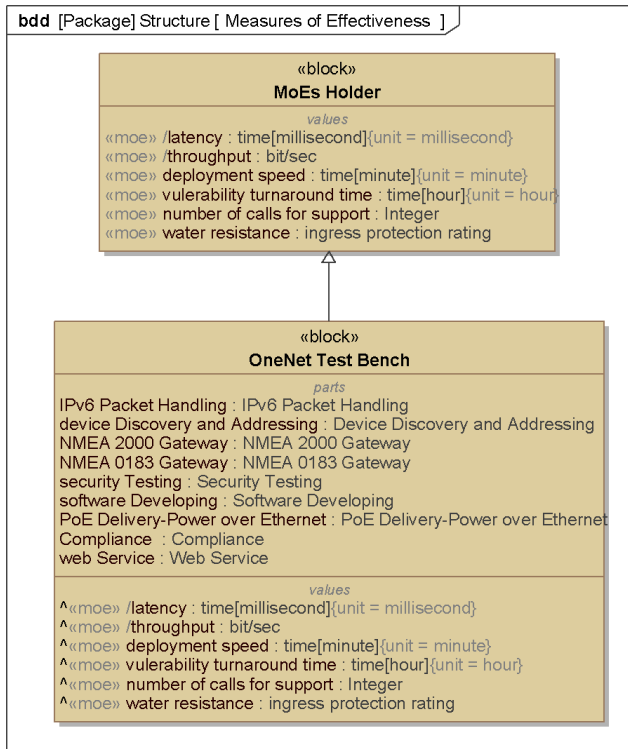 bdd [Package] Structure [ Measures of Effectiveness ]
«block»
MoEs Holder
values
«moe» /latency : time[millisecond]{unit = millisecond}
«moe» /throughput : bit/sec
«moe» deployment speed : time[minute]{unit = minute}
«moe» vulerability turnaround time : time[hour]{unit = hour}
«moe» number of calls for support : Integer
«moe» water resistance : ingress protection rating
«block»
OneNet Test Bench
parts
IPv6 Packet Handling : IPv6 Packet Handling
device Discovery and Addressing : Device Discovery and Addressing
NMEA 2000 Gateway : NMEA 2000 Gateway
NMEA 0183 Gateway : NMEA 0183 Gateway
security Testing : Security Testing
software Developing : Software Developing
PoE Delivery-Power over Ethernet : PoE Delivery-Power over Ethernet
Compliance : Compliance
web Service : Web Service
values
^«moe» /latency : time[millisecond]{unit = millisecond}
^«moe» /throughput : bit/sec
^«moe» deployment speed : time[minute]{unit = minute}
^«moe» vulerability turnaround time : time[hour]{unit = hour}
^«moe» number of calls for support : Integer
^«moe» water resistance : ingress protection rating